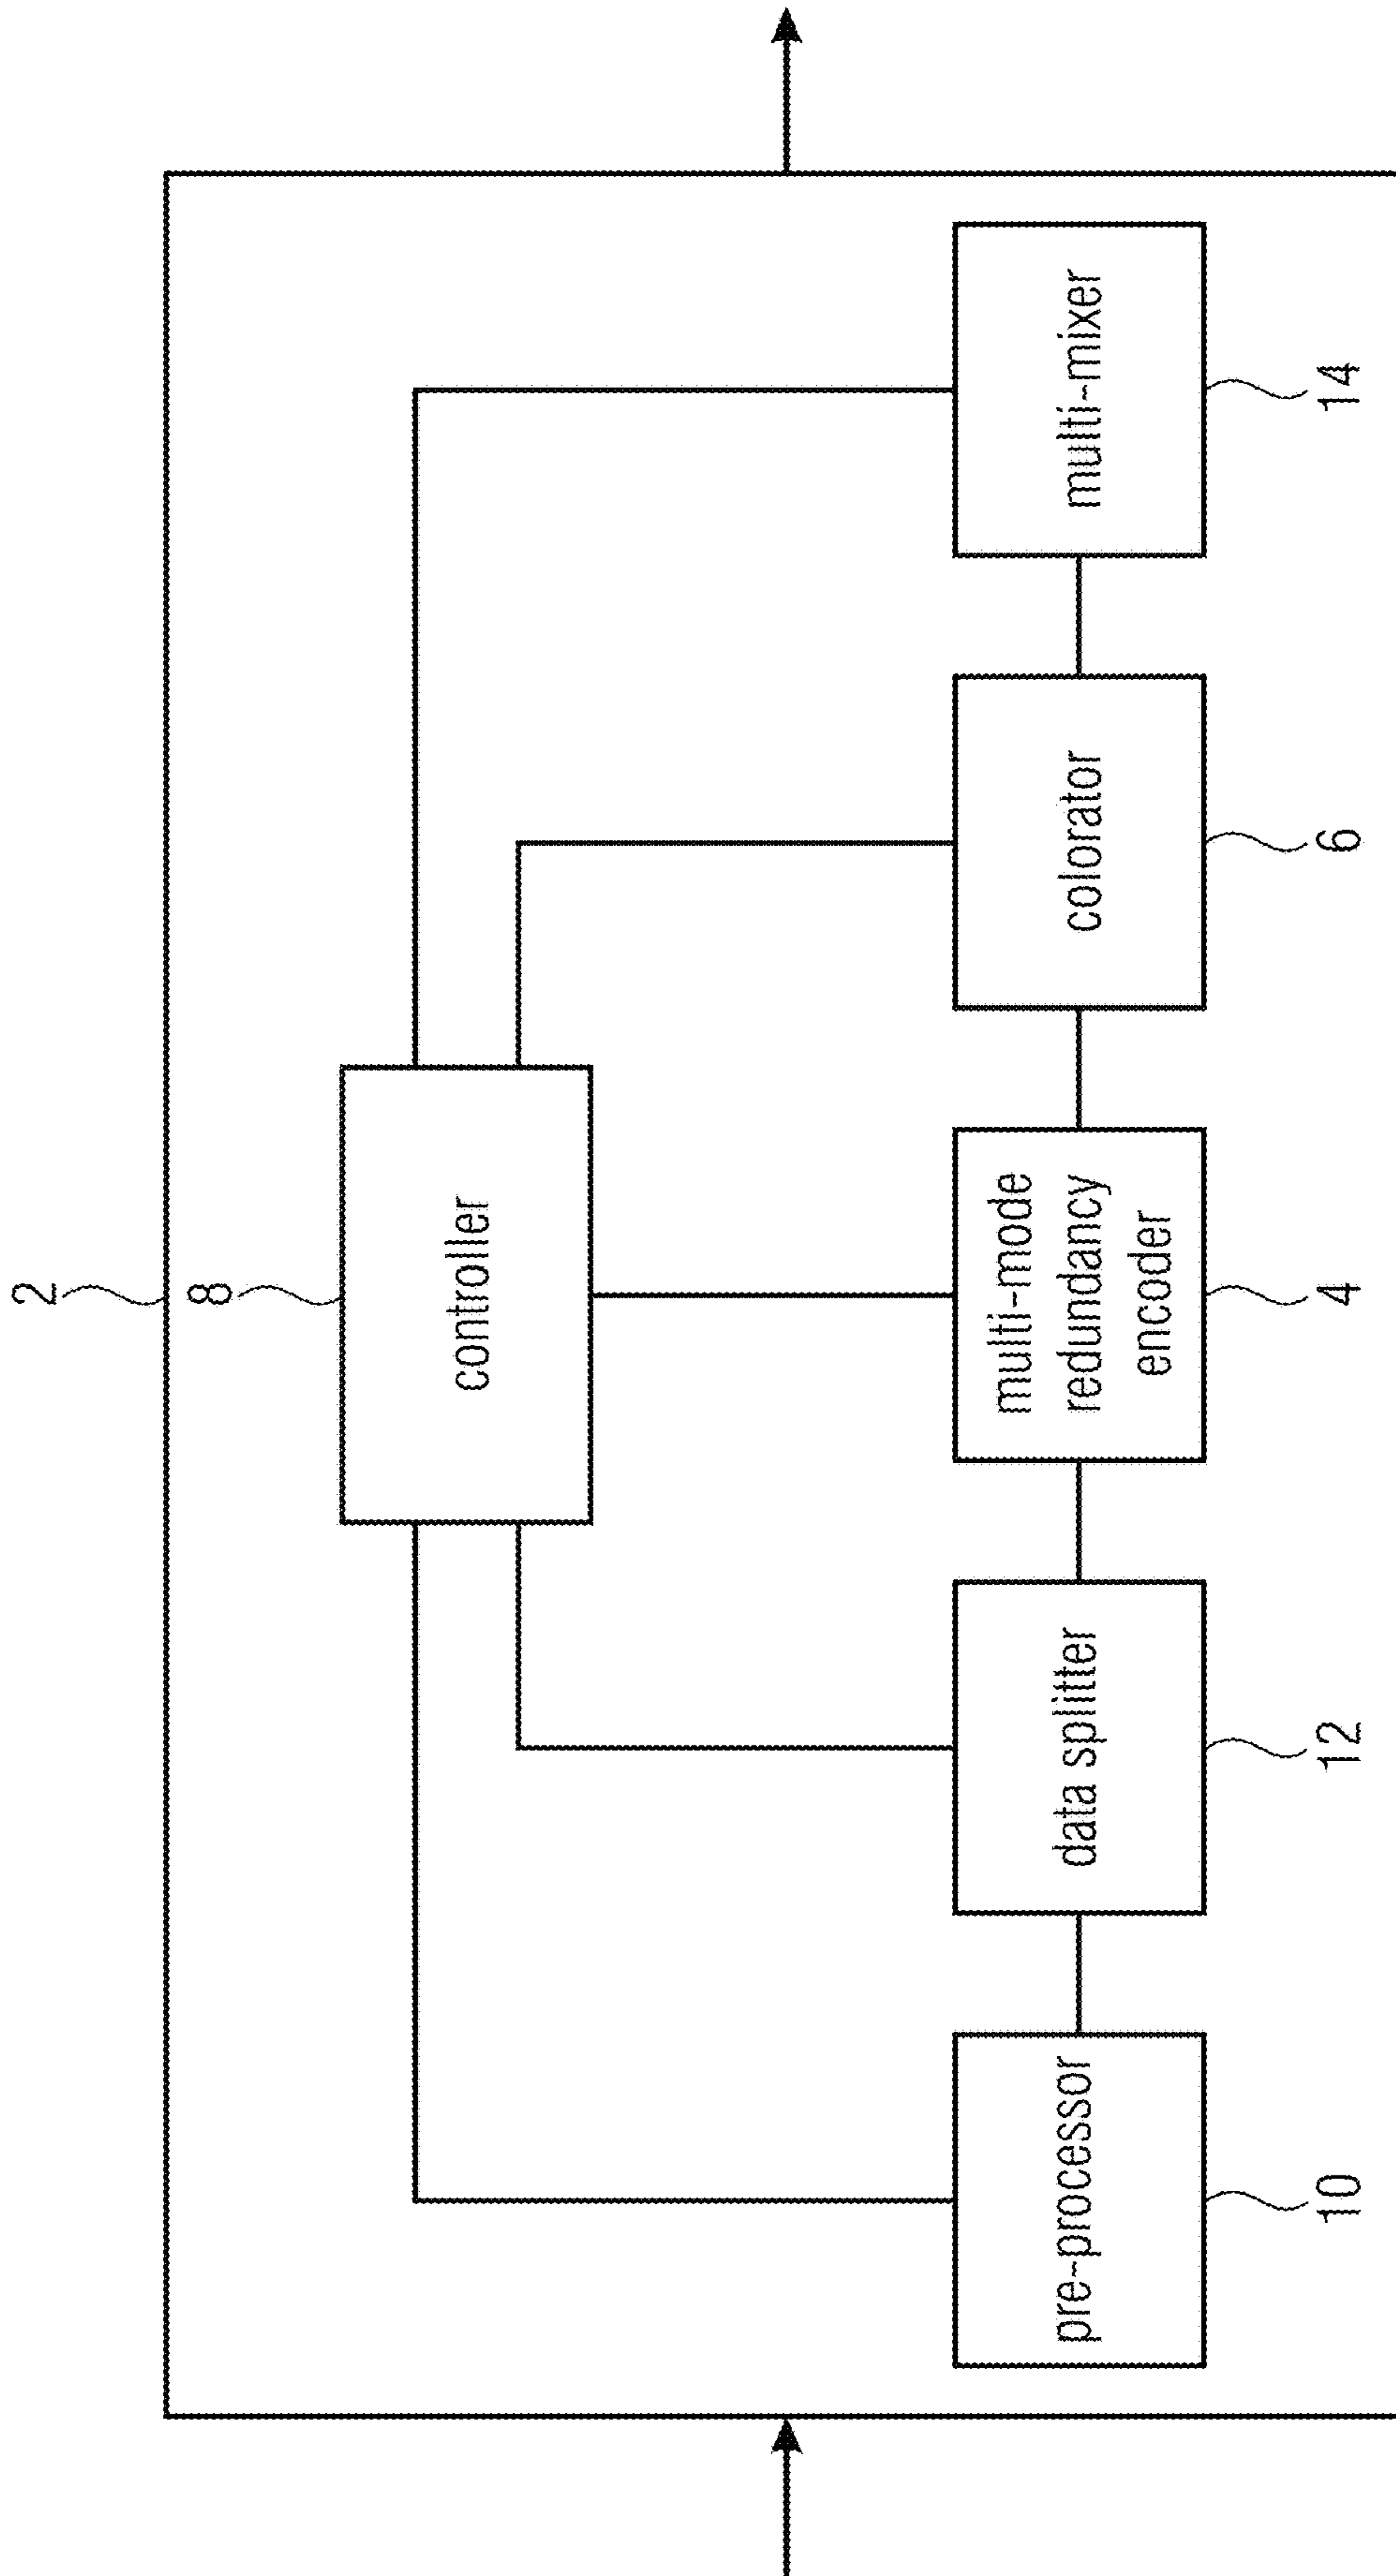 2
8
controller
pre-processor
data splitter
multi-mode
redundancy
encoder
colorator
multi-mixer
10
12
4
6
14